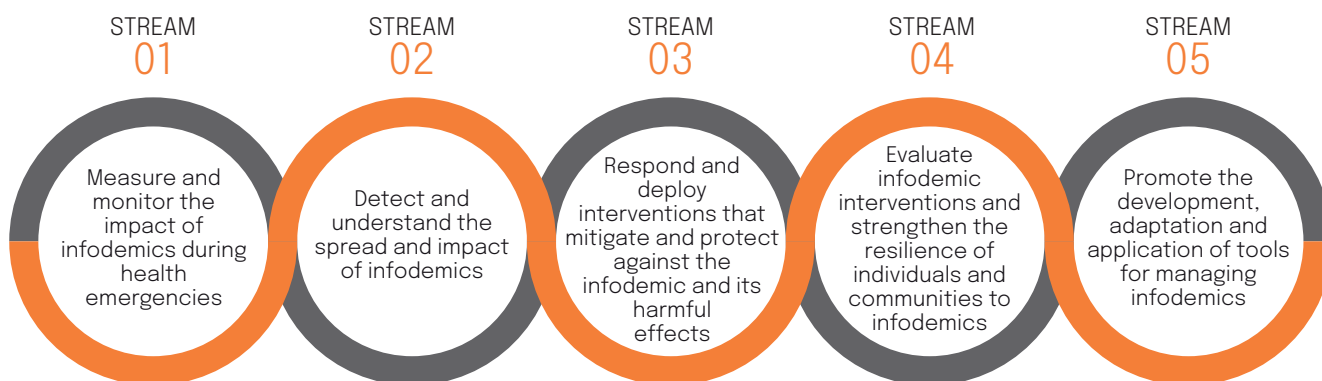 STREAM
01
Measure and
monitor the
impact of
infodemics during
health
emergencies
STREAM
02
Detect and
understand the
spread and impact
of infodemics
STREAM
03
Respond and
deploy
interventions that
mitigate and protect
against the
infodemic and its
harmful
effects
STREAM
04
Evaluate
infodemic
interventions and
strengthen the
resilience of
individuals and
communities to
infodemics
STREAM
05
Promote the
development,
adaptation and
application of tools
for managing
infodemics